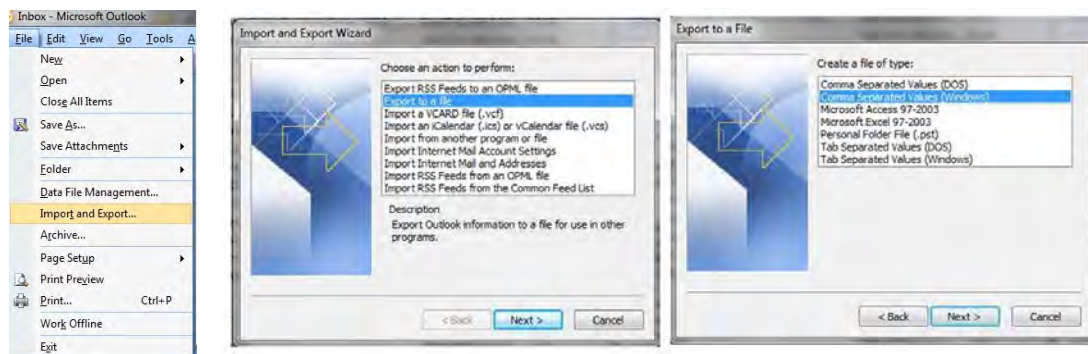 Inbox - Microsoft Outlook
File Edit View Go Tools A
New
Open
Close All Items
Save As...
Save Attachments
Folder
Data File Management...
Import and Export...
Archive...
Page Setup
Print Preview
Print... Ctrl+P
Work Offline
Exit
Import and Export Wizard
Choose an action to perform:
Export RSS Feeds to an OPML file
Export to a file
Import a VCARD file (.vcf)
Import an iCalendar (.ics) or vCalendar file (.vcs)
Import from another program or file
Import Internet Mail Account Settings
Import Internet Mail and Addresses
Import RSS Feeds from an OPML file
Import RSS Feeds from the Common Feed List
Description
Export Outlook information to a file for use in other
programs.
< Back Next > Cancel
Export to a File
Create a file of type:
Comma Separated Values (DOS)
Comma Separated Values (Windows)
Microsoft Access 97-2003
Microsoft Excel 97-2003
Personal Folder File (.pst)
Tab Separated Values (DOS)
Tab Separated Values (Windows)
< Back Next > Cancel